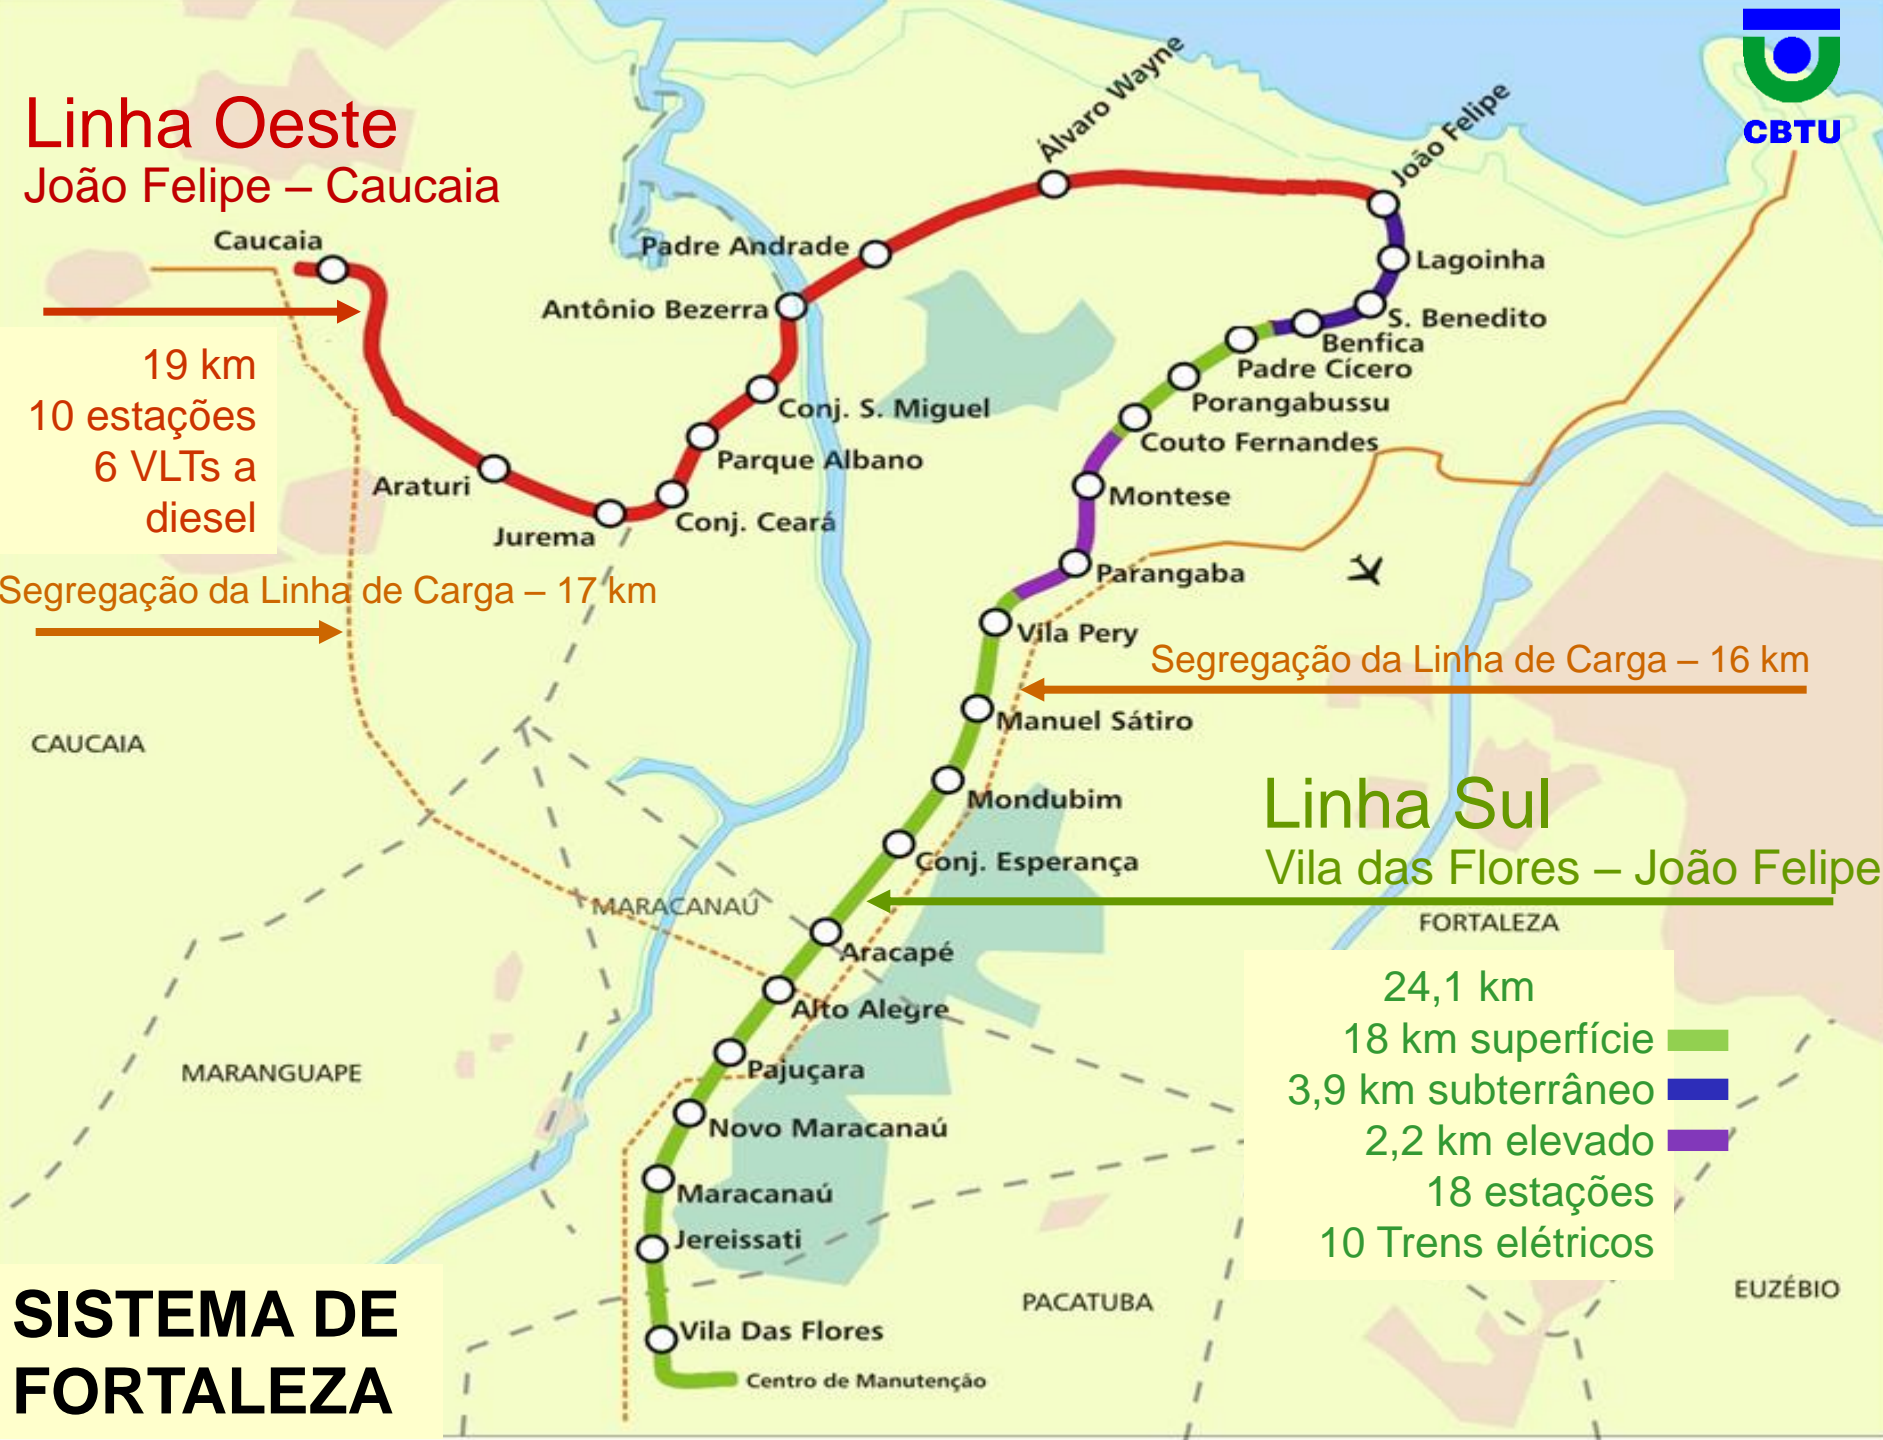 CBTU
Linha Oeste
João Felipe – Caucaia
Álvaro Wayne
João Felipe
Caucaia
Padre Andrade
Lagoinha
Antônio Bezerra
S. Benedito
Benfica
19 km
Padre Cícero
10 estações
Conj. S. Miguel
Porangabussu
6 VLTs a
Parque Albano
Couto Fernandes
diesel
Araturi
Montese
Jurema
Conj. Ceará
Parangaba
Segregação da Linha de Carga – 17 km
Vila Pery
Segregação da Linha de Carga – 16 km
Manuel Sátiro
CAUCAIA
Mondubim
Linha Sul
Conj. Esperança
Vila das Flores – João Felipe
MARACANAÚ
FORTALEZA
Aracapé
24,1 km
Alto Alegre
18 km superfície
Pajuçara
MARANGUAPE
3,9 km subterrâneo
Novo Maracanaú
2,2 km elevado
Maracanaú
18 estações
Jereissati
10 Trens elétricos
EUZÉBIO
PACATUBA
SISTEMA DE
FORTALEZA
Vila Das Flores
Centro de Manutenção